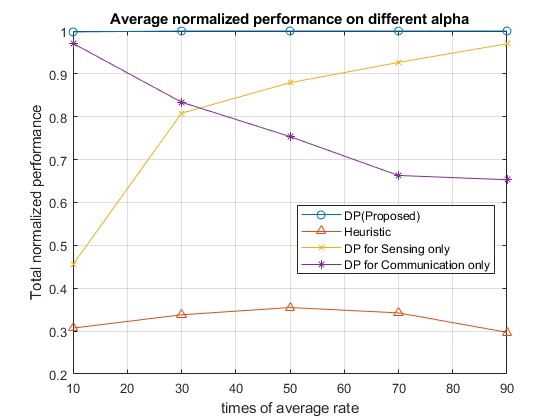 Average normalized performance on different alpha
Total normalized performance
1
0.9
0.8
0.7
0.6
0.5
0.4
0.3
0.2
DP(Proposed)
Heuristic
DP for Sensing only
DP for Communication only
10 20 30 40 50 60 70 80 90
times of average rate